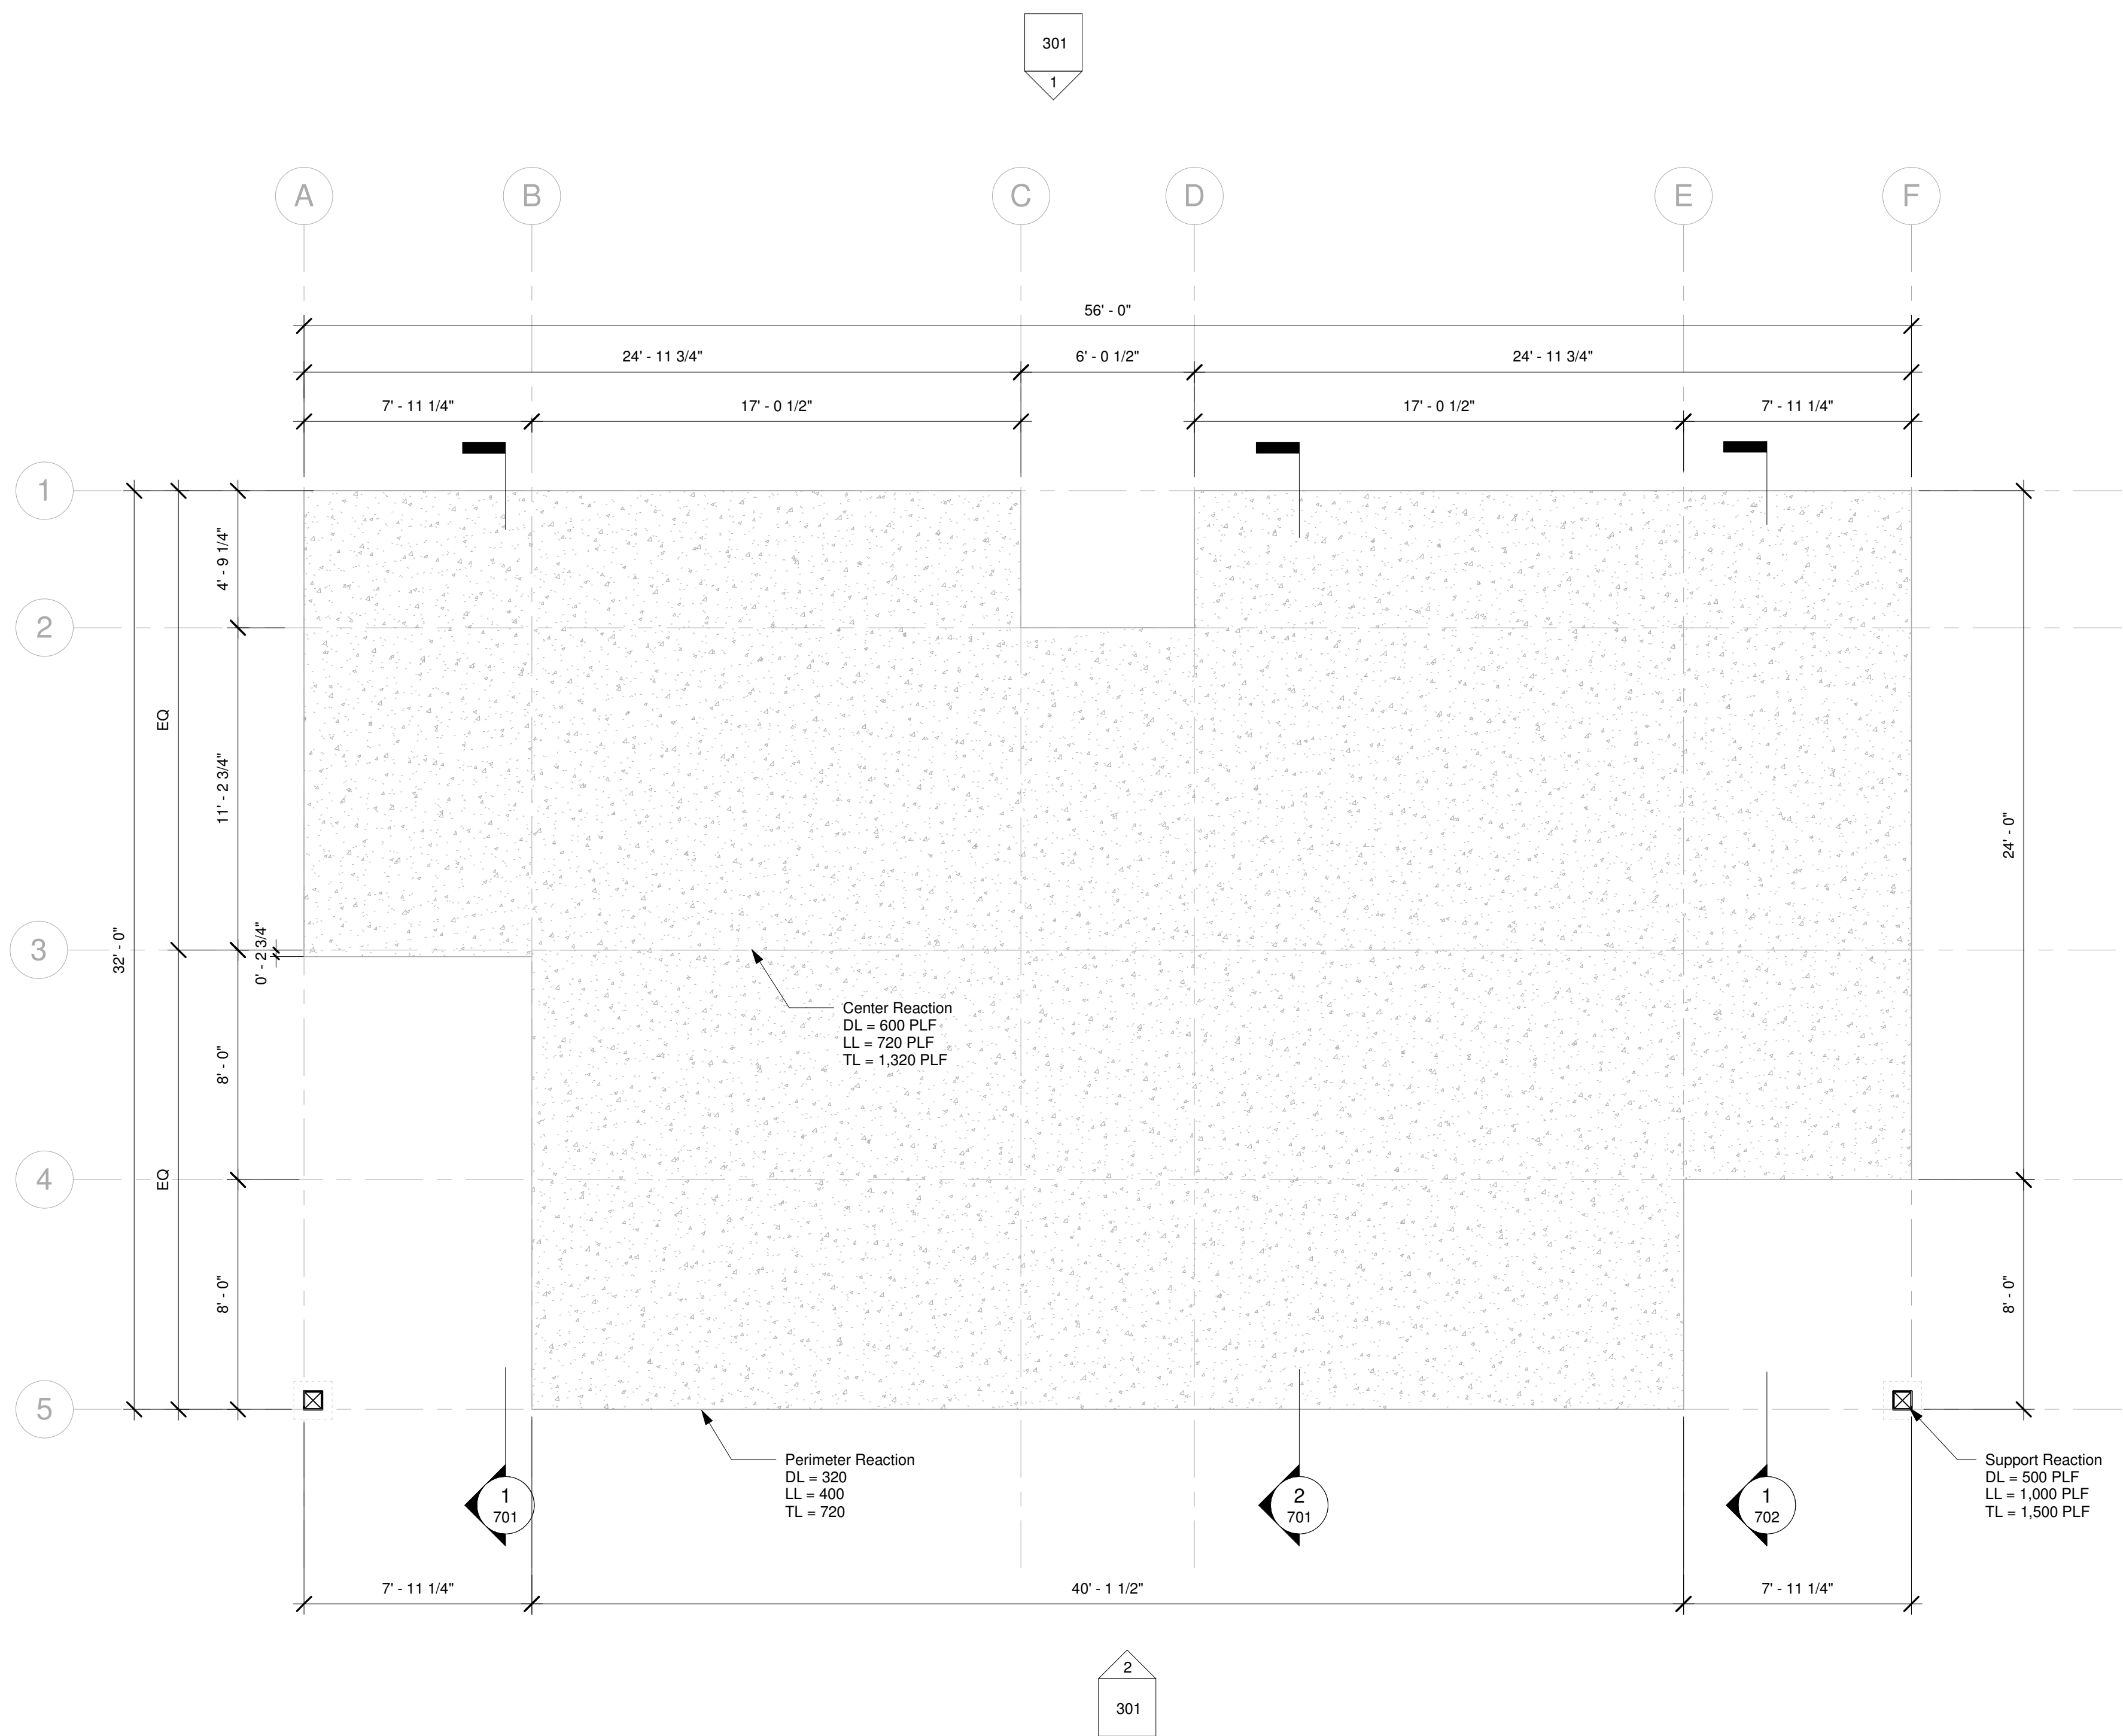 301
1
A
B
C
D
E
F
56' - 0"
24' - 11 3/4"
6' - 0 1/2"
24' - 11 3/4"
7' - 11 1/4"
17' - 0 1/2"
17' - 0 1/2"
7' - 11 1/4"
1
4' - 9 1/4"
2
EQ
11' - 2 3/4"
24' - 0"
3
32' - 0"
0' - 2 3/4"
Center Reaction
DL = 600 PLF
LL = 720 PLF
TL = 1,320 PLF
8' - 0"
4
EQ
8' - 0"
8' - 0"
5
Perimeter Reaction
DL = 320
LL = 400
TL = 720
Support Reaction
DL = 500 PLF
LL = 1,000 PLF
TL = 1,500 PLF
1
701
2
701
1
702
7' - 11 1/4"
40' - 1 1/2"
7' - 11 1/4"
2
301